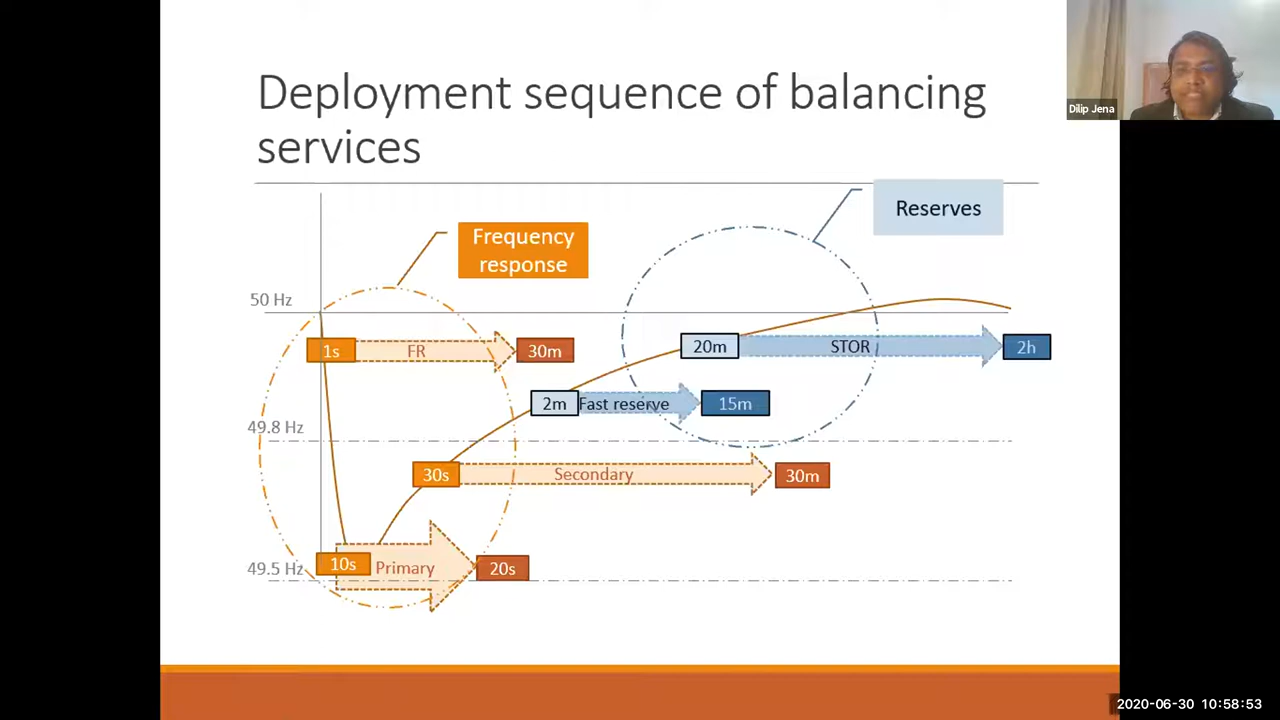 Deployment sequence of balancing
services
Reserves
Frequency
response
50 Hz
1s
FR
30m
20m
STOR
2h
2m
Fast reserve
15m
49.8 Hz
30s
Secondary
30m
49.5 Hz
10s
Primary
20s
Dilip Jena
2020-06-30 10:58:53